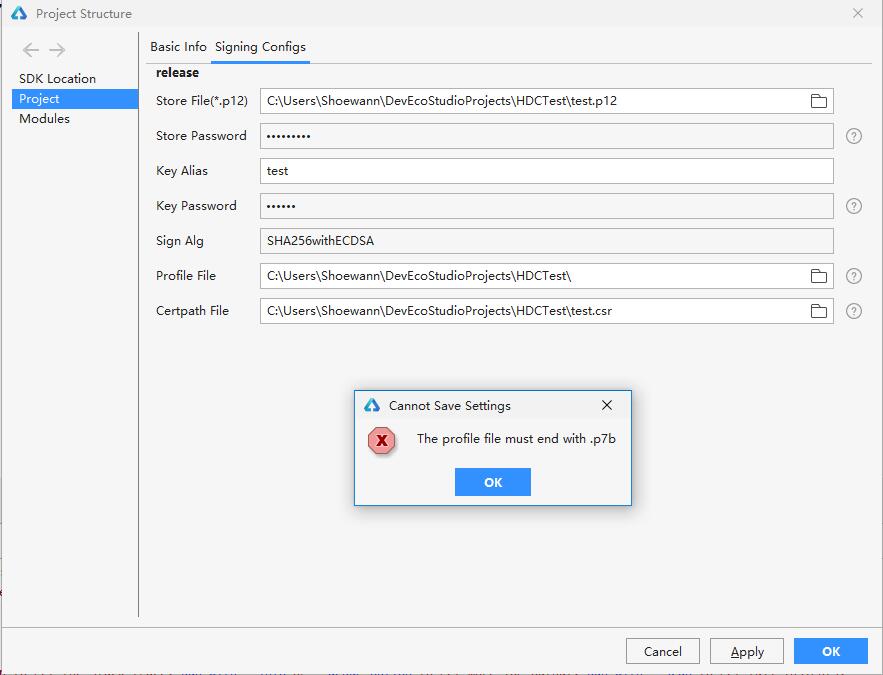 Project Structure
Basic Info Signing Configs
SDK Location
Project
Modules
release
Store File(*.p12) C:\Users\Shoewann\DevEcoStudioProjects\HDCTest\test.p12
Store Password •••••••••
Key Alias test
Key Password ••••••
Sign Alg SHA256withECDSA
Profile File C:\Users\Shoewann\DevEcoStudioProjects\HDCTest\
Certpath File C:\Users\Shoewann\DevEcoStudioProjects\HDCTest\test.csr
Cannot Save Settings
The profile file must end with .p7b
OK
Cancel Apply OK